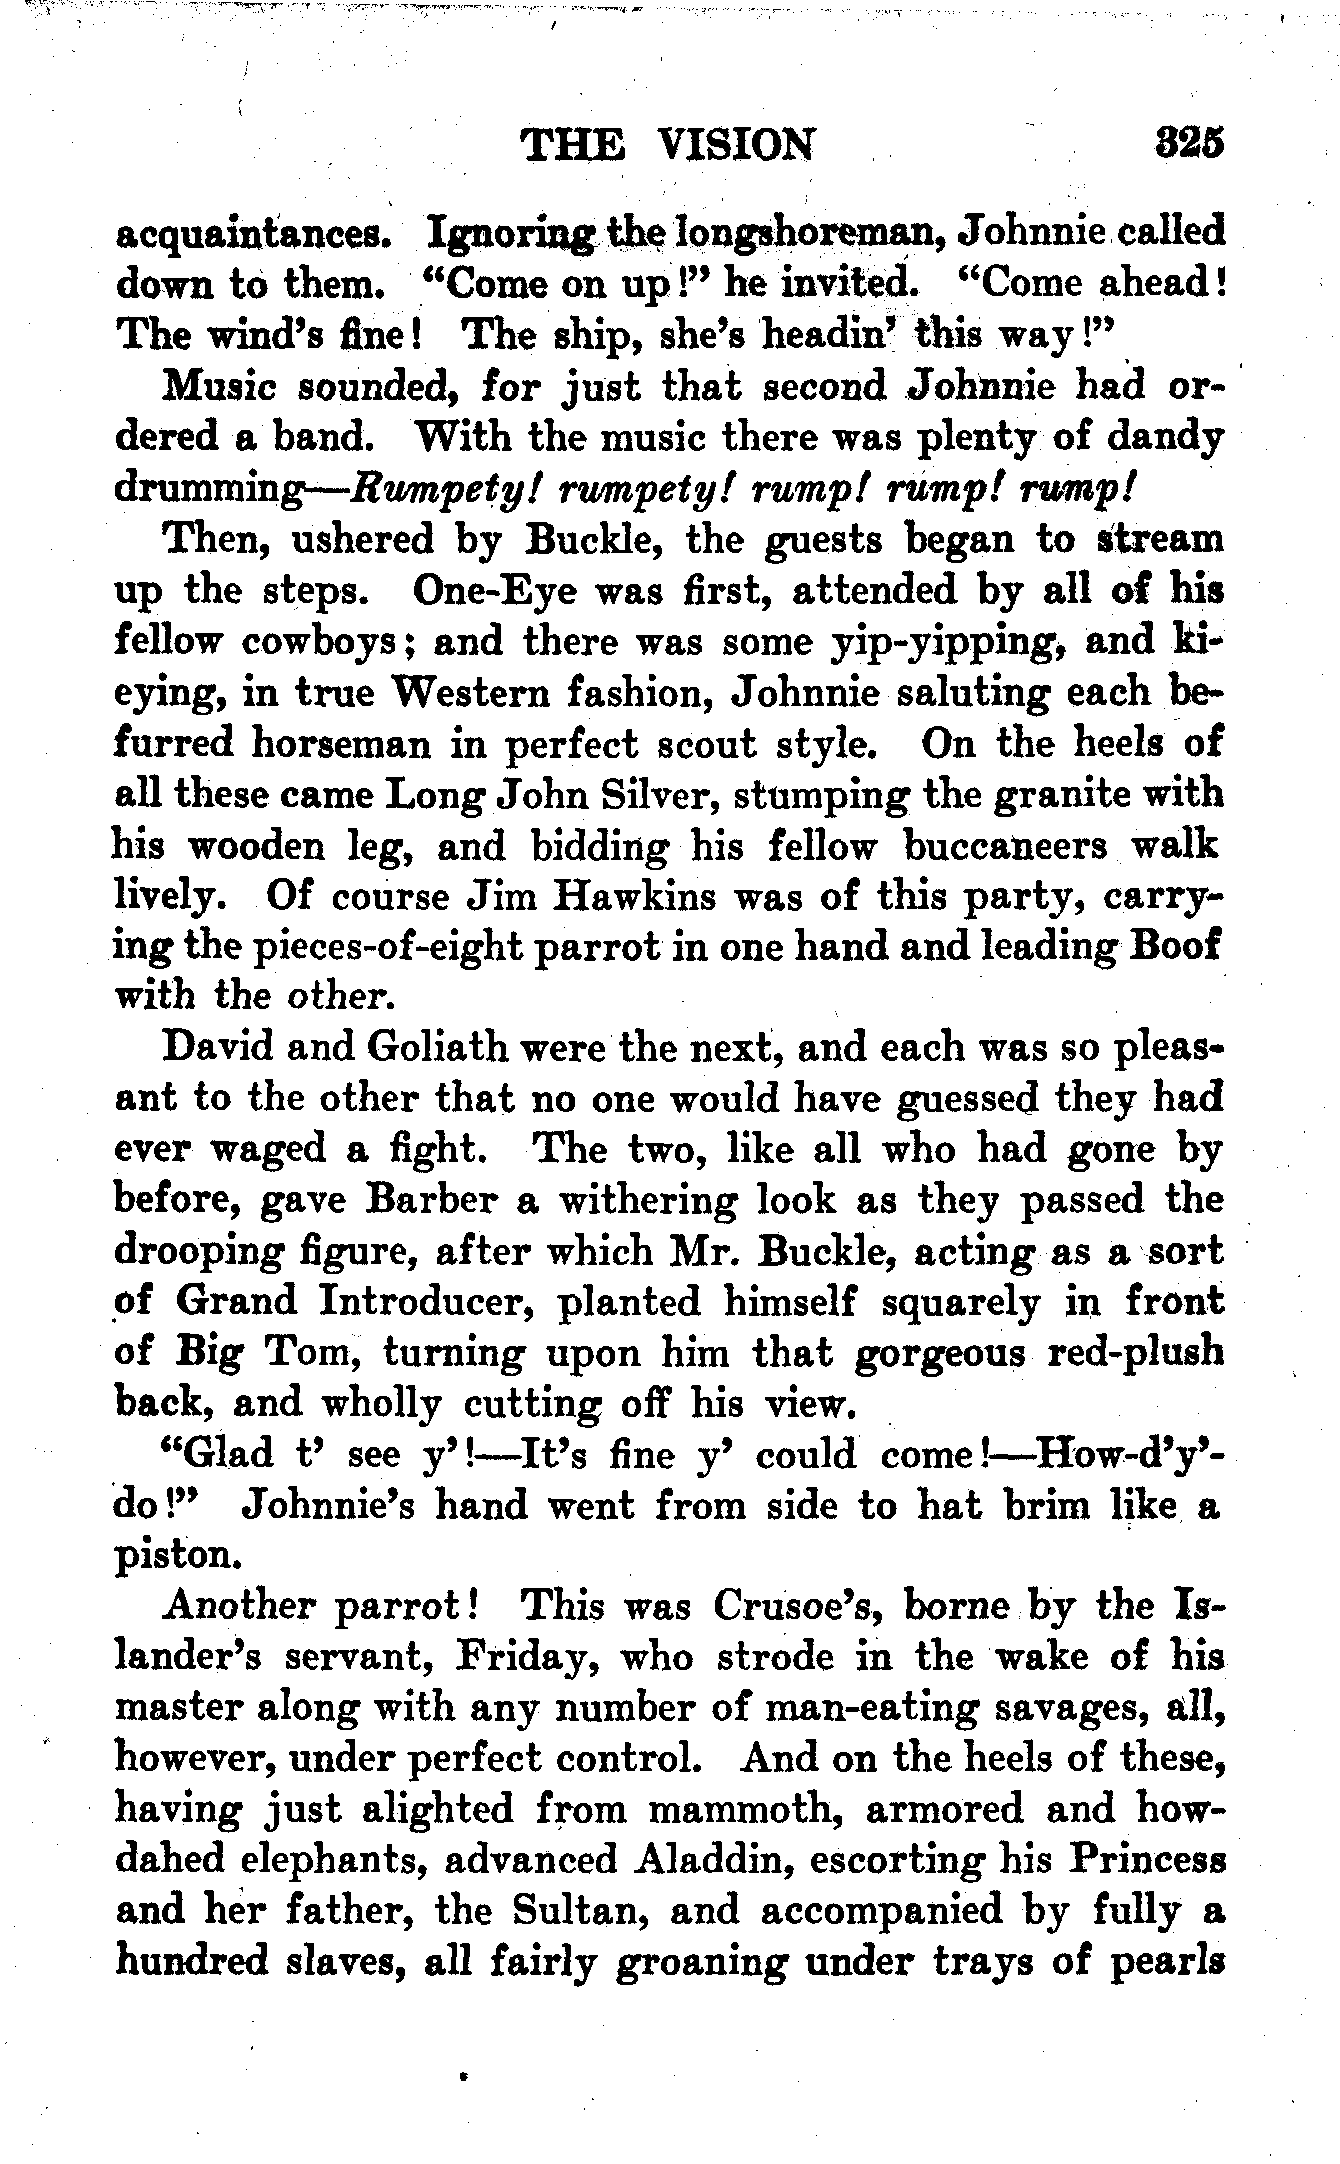 THE VISION 325
acquaintances. Ignoring the longshoreman, Johnnie called
down to them. “Come on up!” he invited. “Come ahead!
The wind’s fine! The ship, she’s headin’ this way!”
Music sounded, for just that second Johnnie had or-
dered a band. With the music there was plenty of dandy
drumming—Rumpety! rumpety! rump! rump! rump!
Then, ushered by Buckle, the guests began to stream
up the steps. One-Eye was first, attended by all of his
fellow cowboys; and there was some yip-yipping, and ki-
eying, in true Western fashion, Johnnie saluting each be-
furred horseman in perfect scout style. On the heels of
all these came Long John Silver, stumping the granite with
his wooden leg, and bidding his fellow buccaneers walk
lively. Of course Jim Hawkins was of this party, carry-
ing the pieces-of-eight parrot in one hand and leading Boof
with the other.
David and Goliath were the next, and each was so pleas-
ant to the other that no one would have guessed they had
ever waged a fight. The two, like all who had gone by
before, gave Barber a withering look as they passed the
drooping figure, after which Mr. Buckle, acting as a sort
of Grand Introducer, planted himself squarely in front
of Big Tom, turning upon him that gorgeous red-plush
back, and wholly cutting off his view.
“Glad t’ see y’!—It’s fine y’ could come!—How-d’y’-
do!” Johnnie’s hand went from side to hat brim like a
piston.
Another parrot! This was Crusoe’s, borne by the Is-
lander’s servant, Friday, who strode in the wake of his
master along with any number of man-eating savages, all,
however, under perfect control. And on the heels of these,
having just alighted from mammoth, armored and how-
dahed elephants, advanced Aladdin, escorting his Princess
and her father, the Sultan, and accompanied by fully a
hundred slaves, all fairly groaning under trays of pearls